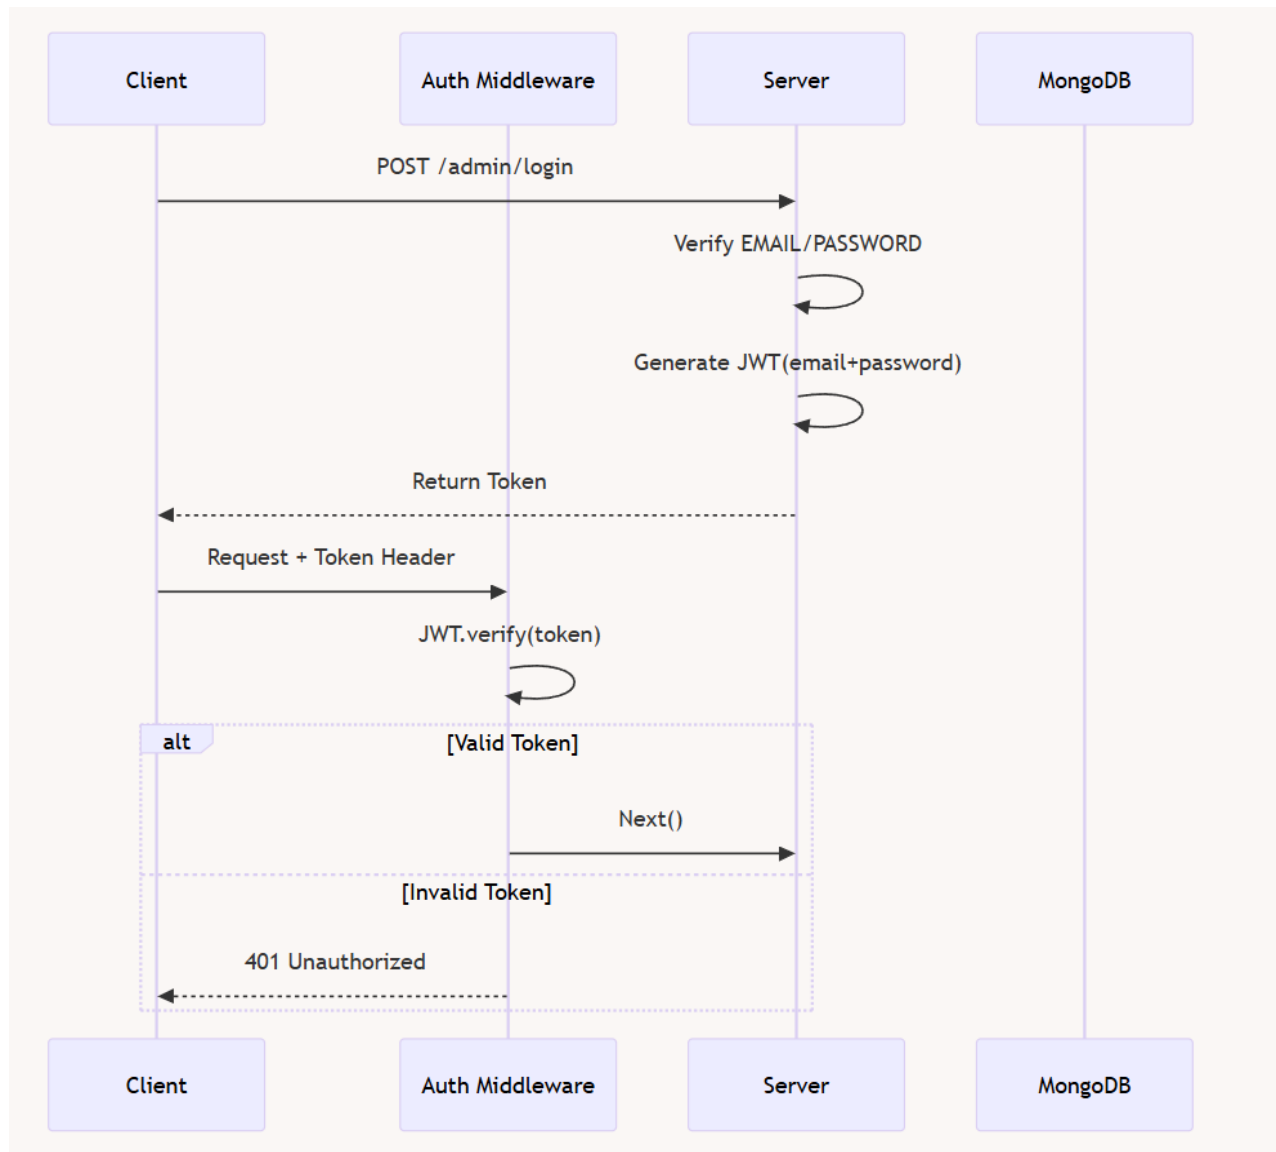 Client
Auth Middleware
Server
MongoDB
POST /admin/login
Verify EMAIL/PASSWORD
Generate JWT(email+password)
Return Token
Request + Token Header
JWT.verify(token)
alt
[Valid Token]
Next()
[Invalid Token]
401 Unauthorized
Client
Auth Middleware
Server
MongoDB